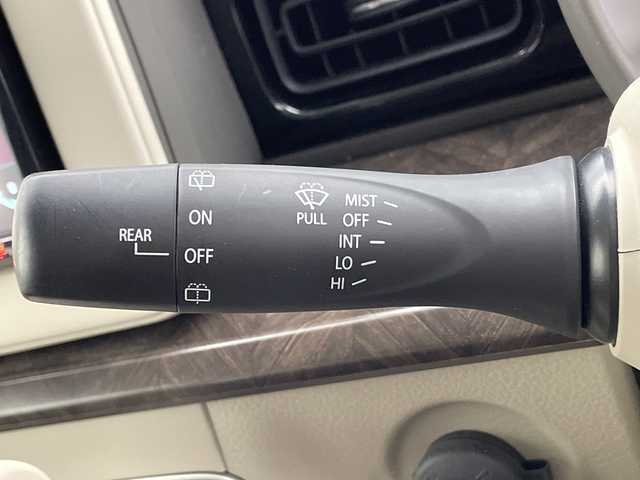 REAR
ON
OFF
PULL
MIST
OFF
INT
LO
HI